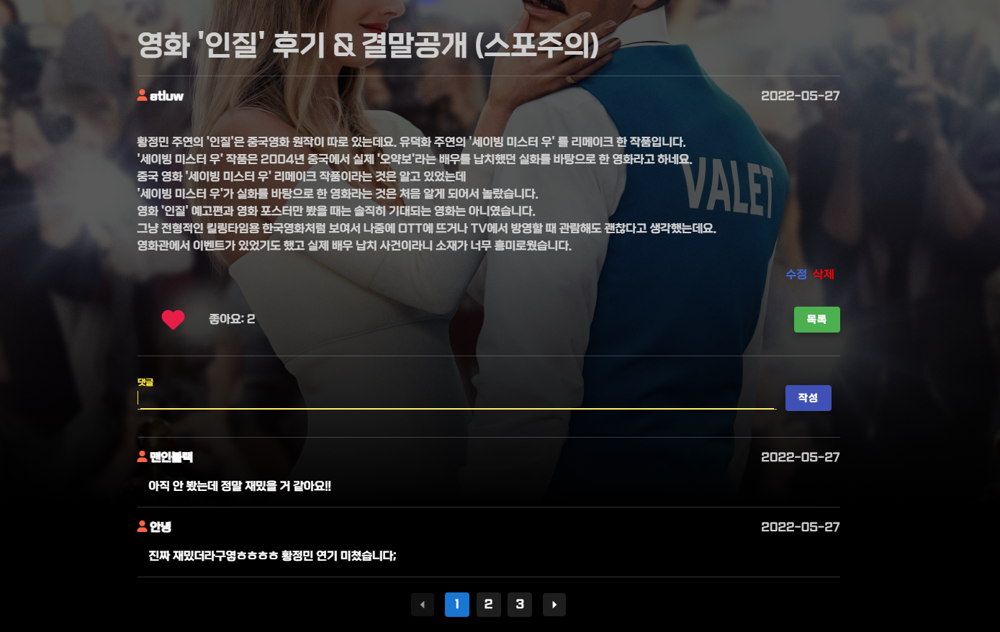 영화 '인질' 후기 & 결말공개 (스포주의)
stluw 2022-05-27
황정민 주연의 '인질'은 중국영화 원작이 따로 있는데요. 유덕화 주연의 '세이빙 미스터 우' 를 리메이크 한 작품입니다.
'세이빙 미스터 우' 작품은 2004년 중국에서 실제 '오약보'라는 배우를 납치했던 실화를 바탕으로 한 영화라고 하네요.
중국 영화 '세이빙 미스터 우' 리메이크 작품이라는 것은 알고 있었는데
'세이빙 미스터 우'가 실화를 바탕으로 한 영화라는 것은 처음 알게 되어서 놀랐습니다.
영화 '인질' 예고편과 영화 포스터만 봤을 때는 솔직히 기대되는 영화는 아니였습니다.
그냥 전형적인 킬링타임용 한국영화처럼 보여서 나중에 OTT에 뜨거나 TV에서 방영할 때 관람해도 괜찮다고 생각했는데요.
영화관에서 이벤트가 있었기도 했고 실제 배우 납치 사건이라니 소재가 너무 흥미로웠습니다.
VALET
수정 삭제
좋아요: 2 목록
댓글
작성
맨인블랙 2022-05-27
아직 안 봤는데 정말 재밌을 거 같아요!!
안녕 2022-05-27
진짜 재밌더라구영ㅎㅎㅎㅎ 황정민 연기 미쳤습니다;
1 2 3